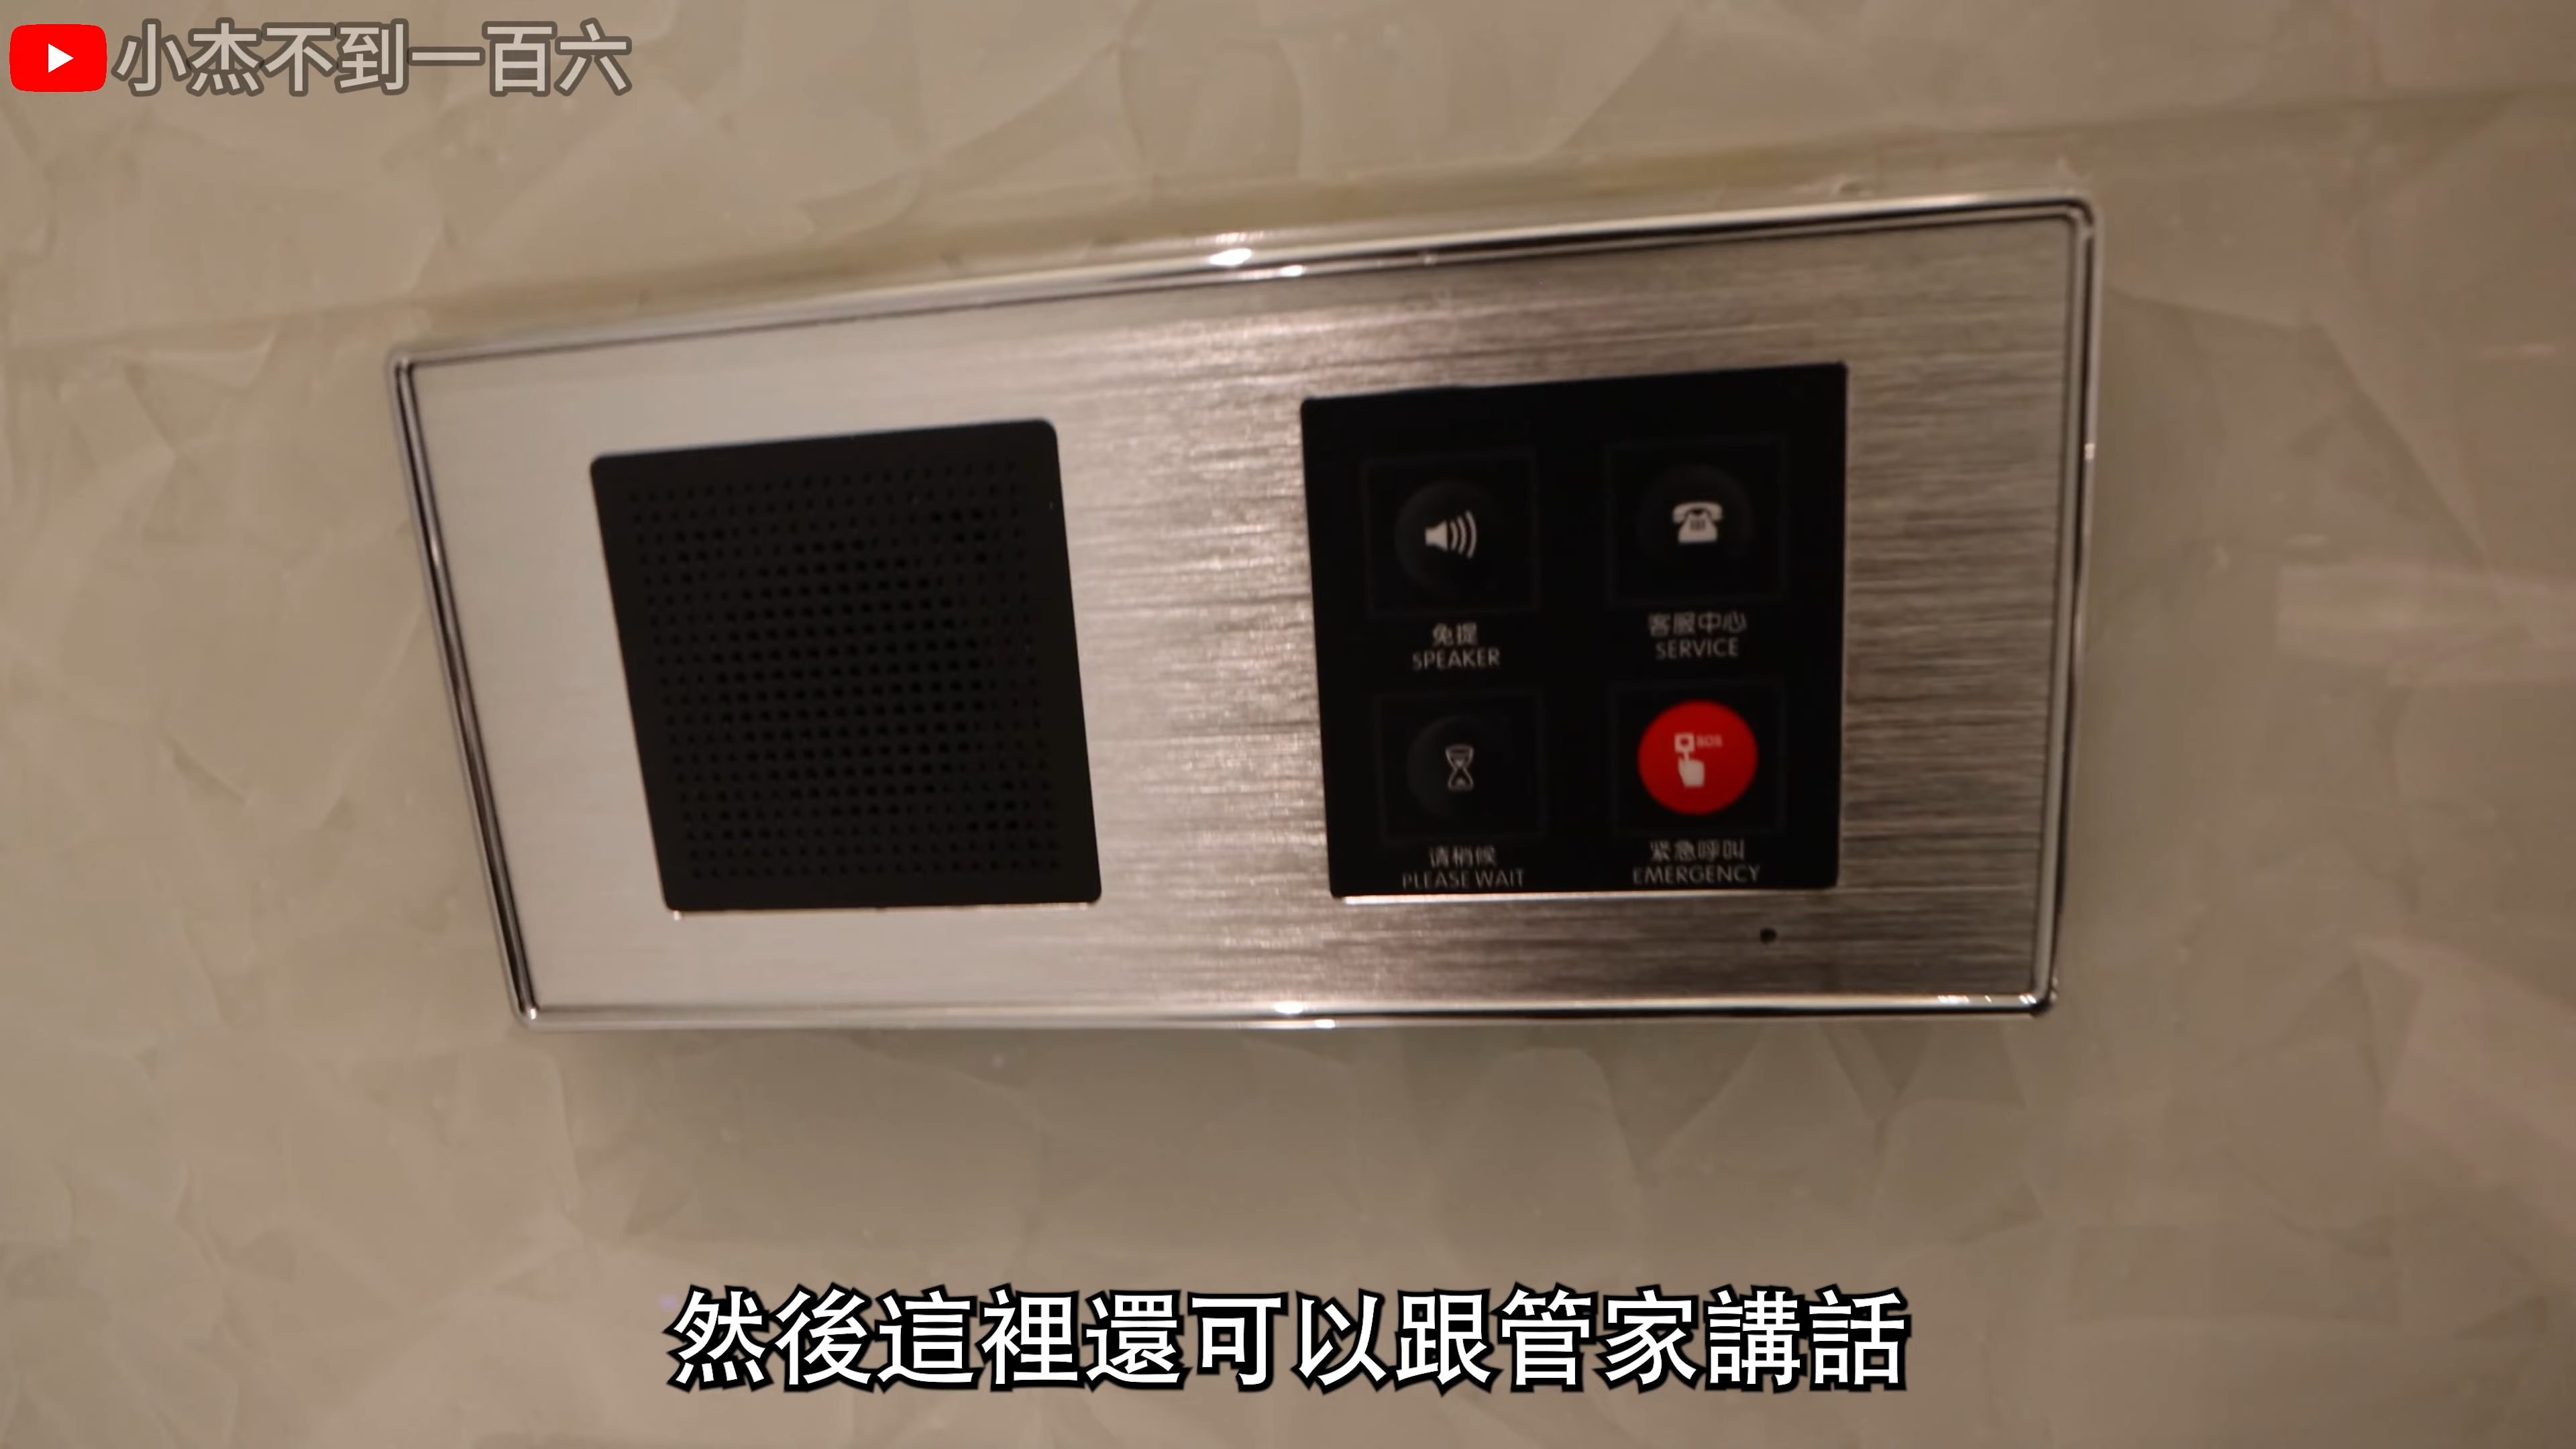 小杰不到一百六
免提
SPEAKER
客服中心
SERVICE
SOS
请稍候
PLEASE WAIT
紧急呼叫
EMERGENCY
然後這裡還可以跟管家講話